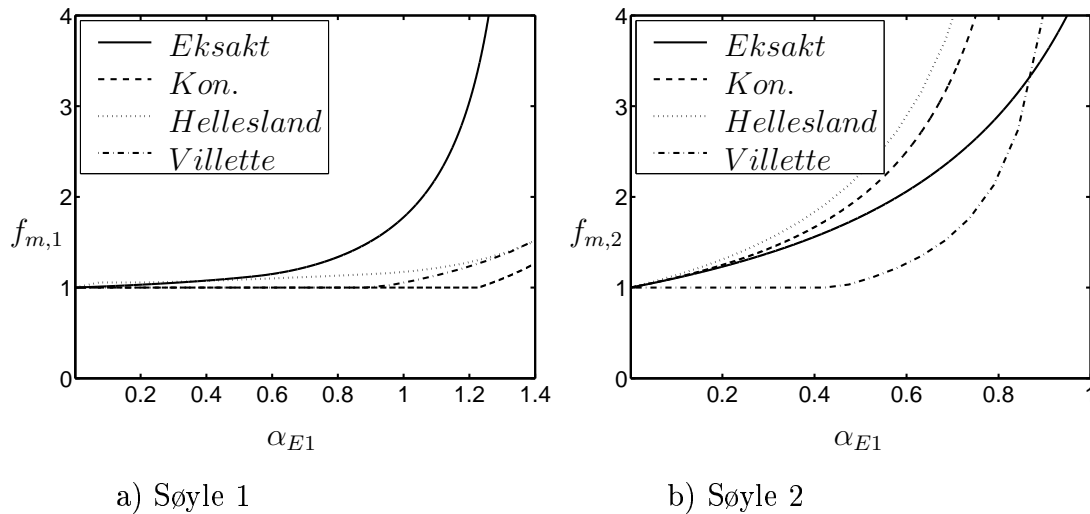 4
3
2
1
0
f_{m,1}
Eksakt
Kon.
Hellesland
Villette
0.2 0.4 0.6 0.8 1 1.2 1.4
α_{E1}
a) Søyle 1
4
3
2
1
0
f_{m,2}
Eksakt
Kon.
Hellesland
Villette
0.2 0.4 0.6 0.8 1
α_{E1}
b) Søyle 2